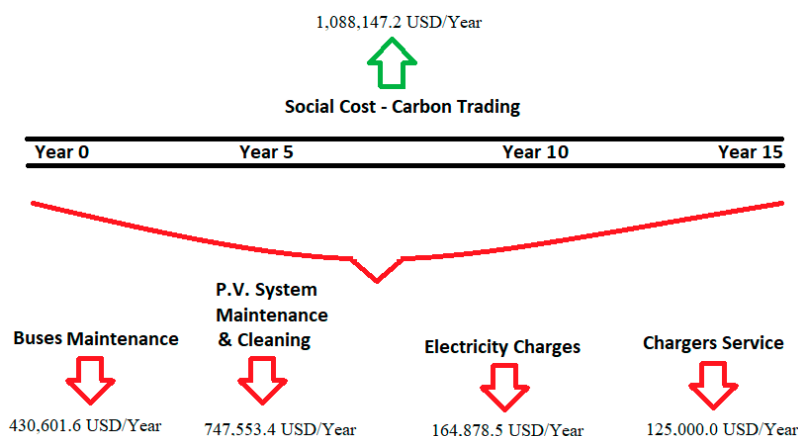 1,088,147.2 USD/Year
Social Cost - Carbon Trading
Year 0 Year 5 Year 10 Year 15
P.V. System
Maintenance
& Cleaning
Buses Maintenance
Electricity Charges
Chargers Service
430,601.6 USD/Year
747,553.4 USD/Year
164,878.5 USD/Year
125,000.0 USD/Year